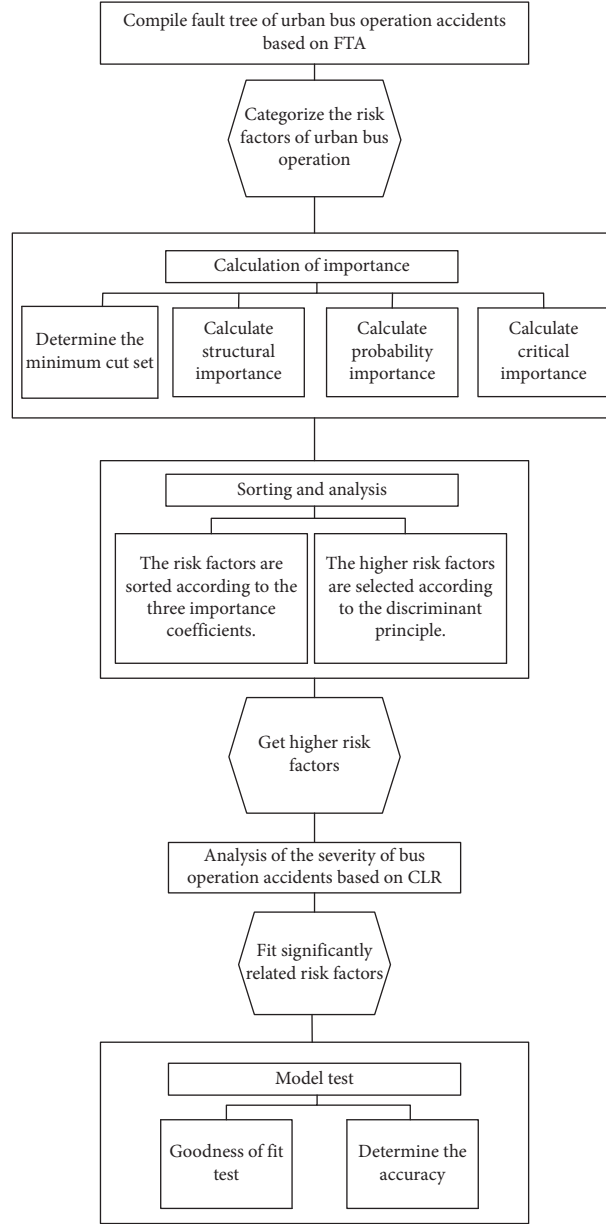 Compile fault tree of urban bus operation accidents
based on FTA
Categorize the risk
factors of urban bus
operation
Calculation of importance
Determine the
minimum cut set
Calculate
structural
importance
Calculate
probability
importance
Calculate
critical
importance
Sorting and analysis
The risk factors are
sorted according to the
three importance
coefficients.
The higher risk factors
are selected according
to the discriminant
principle.
Get higher risk
factors
Analysis of the severity of bus
operation accidents based on CLR
Fit significantly
related risk factors
Model test
Goodness of fit
test
Determine the
accuracy